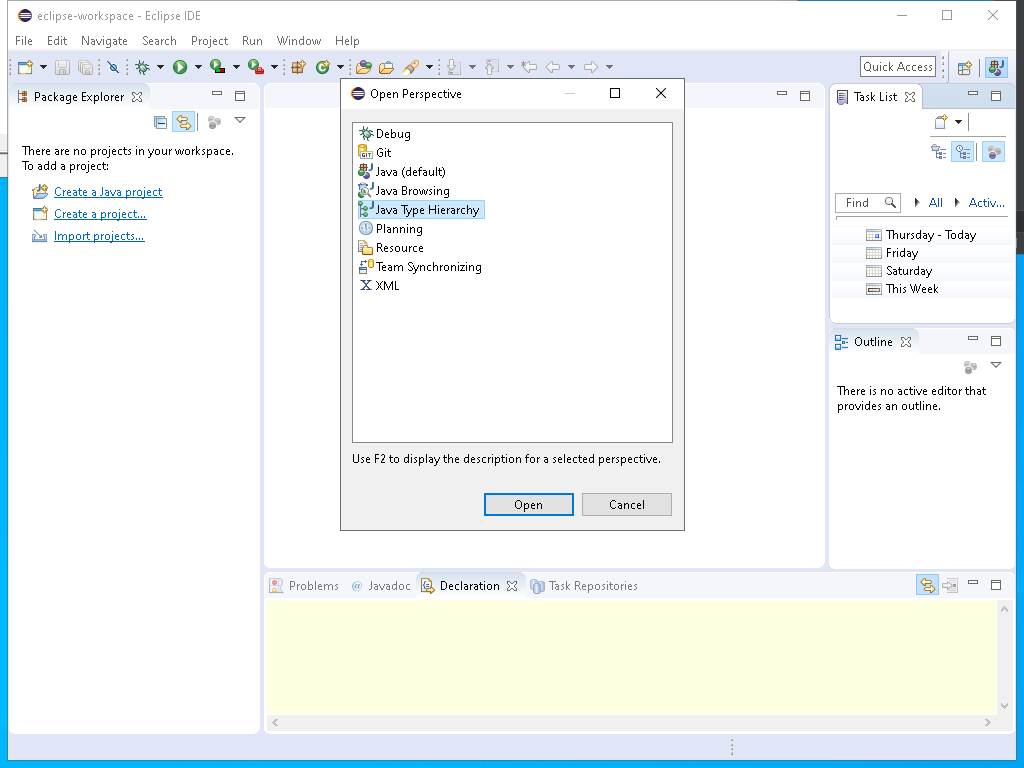 eclipse-workspace - Eclipse IDE
File Edit Navigate Search Project Run Window Help
Quick Access
Package Explorer
There are no projects in your workspace.
To add a project:
Create a Java project
Create a project...
Import projects...
Open Perspective
Debug
GIT Git
Java (default)
Java Browsing
Java Type Hierarchy
Planning
Resource
Team Synchronizing
X XML
Use F2 to display the description for a selected perspective.
Open Cancel
Task List
Find All Activ...
Thursday - Today
Friday
Saturday
This Week
Outline
There is no active editor that
provides an outline.
Problems @ Javadoc Declaration Task Repositories